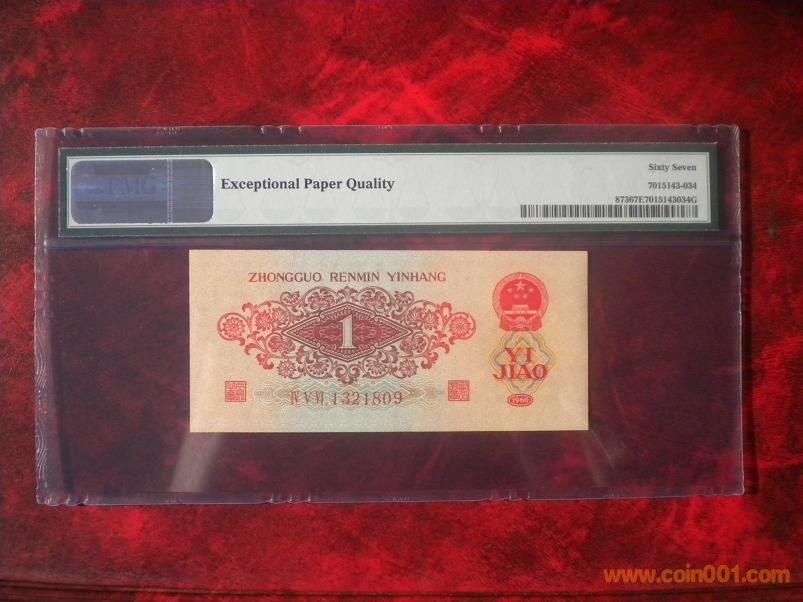 PMG
Exceptional Paper Quality
Sixty Seven
7015143-034
87367E7015143034G
ZHONGGUO RENMIN YINHANG
1
YI
JIAO
ⅣⅤⅥ 1321809
1960
www.coin001.com